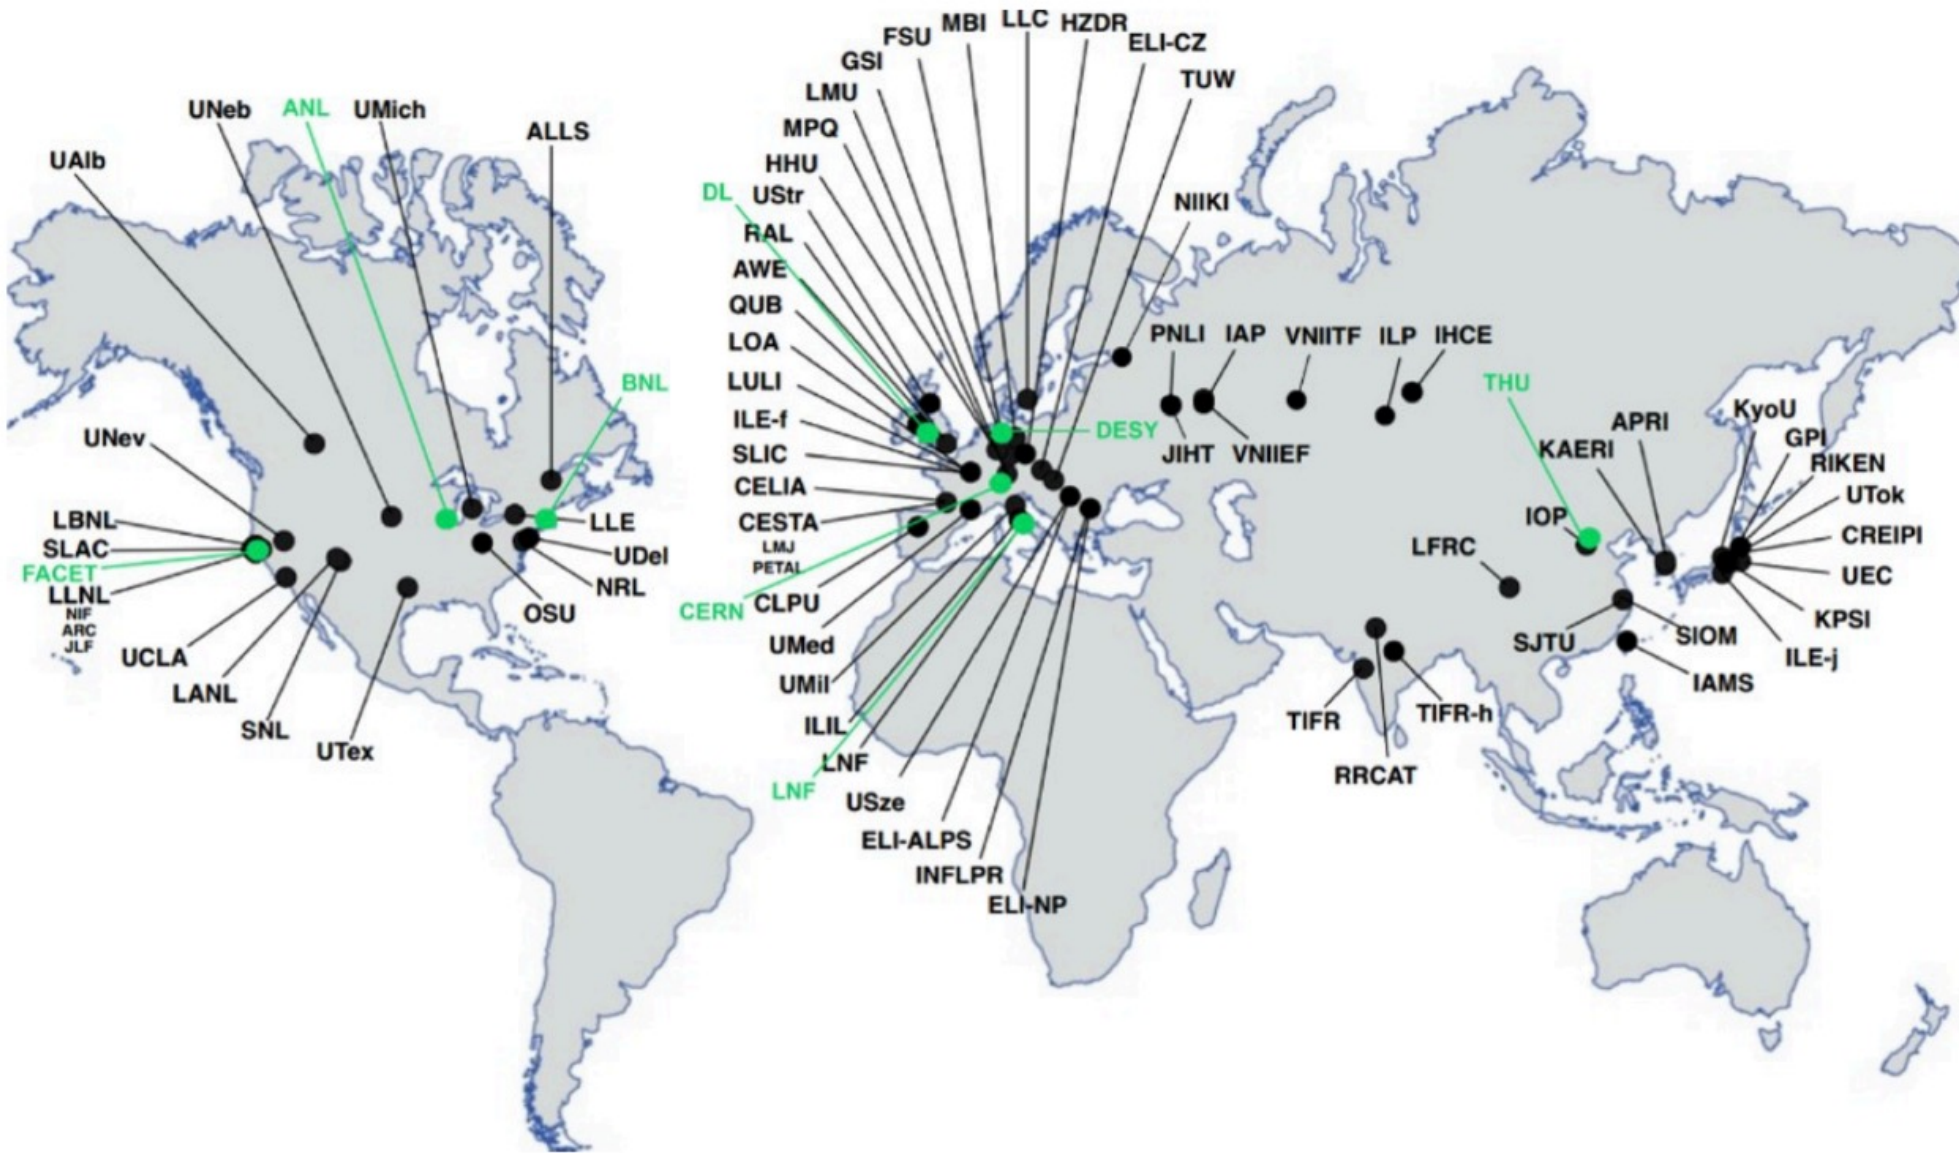 UAlb
UNeb
ANL
UMich
ALLS
BNL
UNev
LBNL
SLAC
FACET
LLNL
NIF
ARC
JLF
UCLA
LANL
SNL
UTex
OSU
NRL
UDel
LLE
DL
FSU
MBI
LLC
HZDR
ELI-CZ
TUW
GSI
LMU
MPQ
HHU
UStr
RAL
AWE
QUB
LOA
LULI
ILE-f
SLIC
CELIA
CESTA
LMJ
PETAL
CERN
CLPU
UMed
UMil
ILIL
LNF
LNF
USze
ELI-ALPS
INFLPR
ELI-NP
DESY
NIIKI
PNLI
IAP
VNIITF
ILP
IHCE
JIHT
VNIIEF
THU
KAERI
APRI
KyoU
GPI
RIKEN
UTok
CREIPI
UEC
KPSI
ILE-j
IOP
LFRC
SJTU
SIOM
IAMS
TIFR
TIFR-h
RRCAT